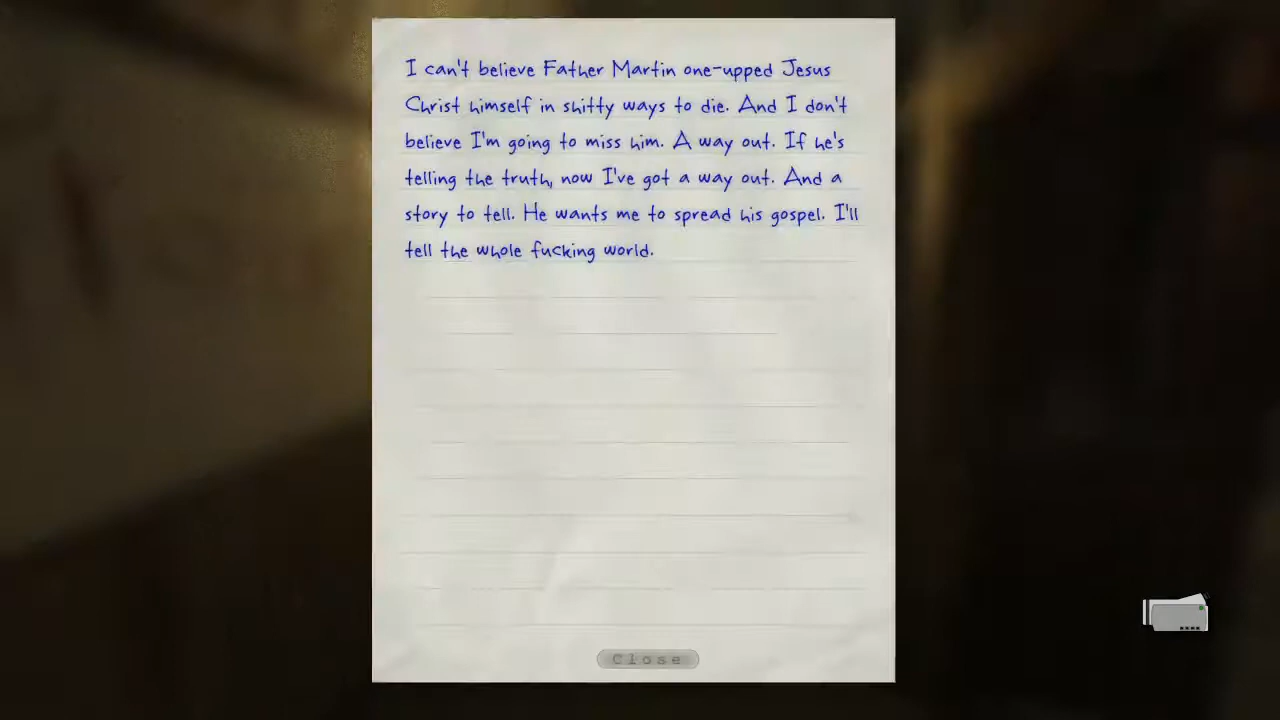 I can't believe Father Martin one-upped Jesus
Christ himself in shitty ways to die. And I don't
believe I'm going to miss him. A way out. If he's
telling the truth, now I've got a way out. And a
story to tell. He wants me to spread his gospel. I'll
tell the whole fucking world.
Close